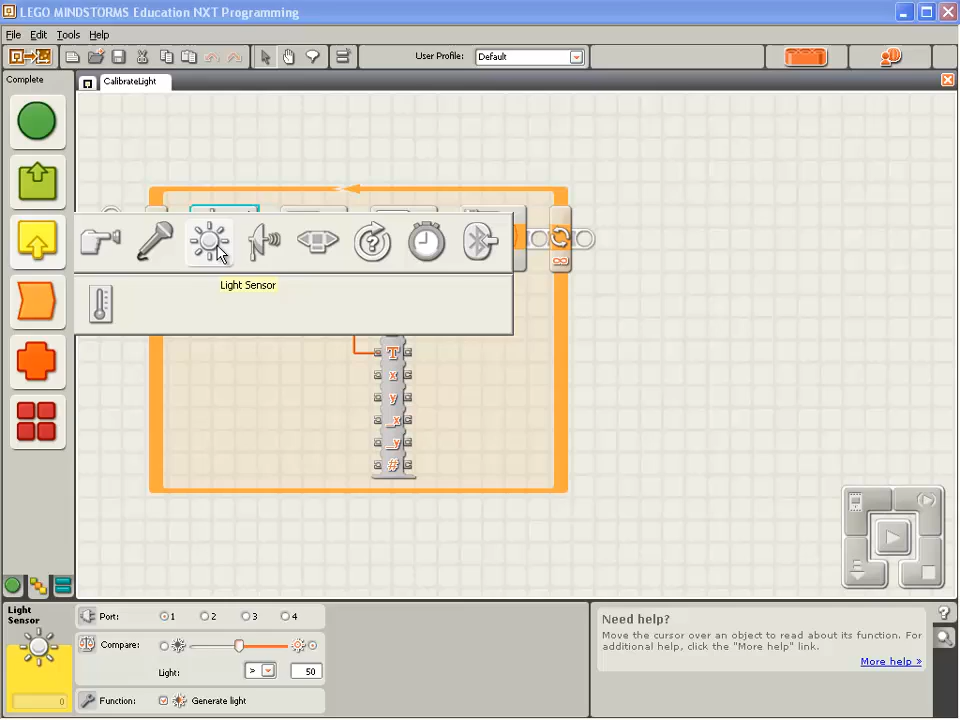 LEGO MINDSTORMS Education NXT Programming
File Edit Tools Help
User Profile: Default
Complete
CalibrateLight
Light Sensor
T
x
y
_x
_y
#
Light
Sensor
0
Port: 1 2 3 4
Compare:
Light: > 50
Function: Generate light
Need help?
Move the cursor over an object to read about its function. For
additional help, click the "More help" link.
More help »
?